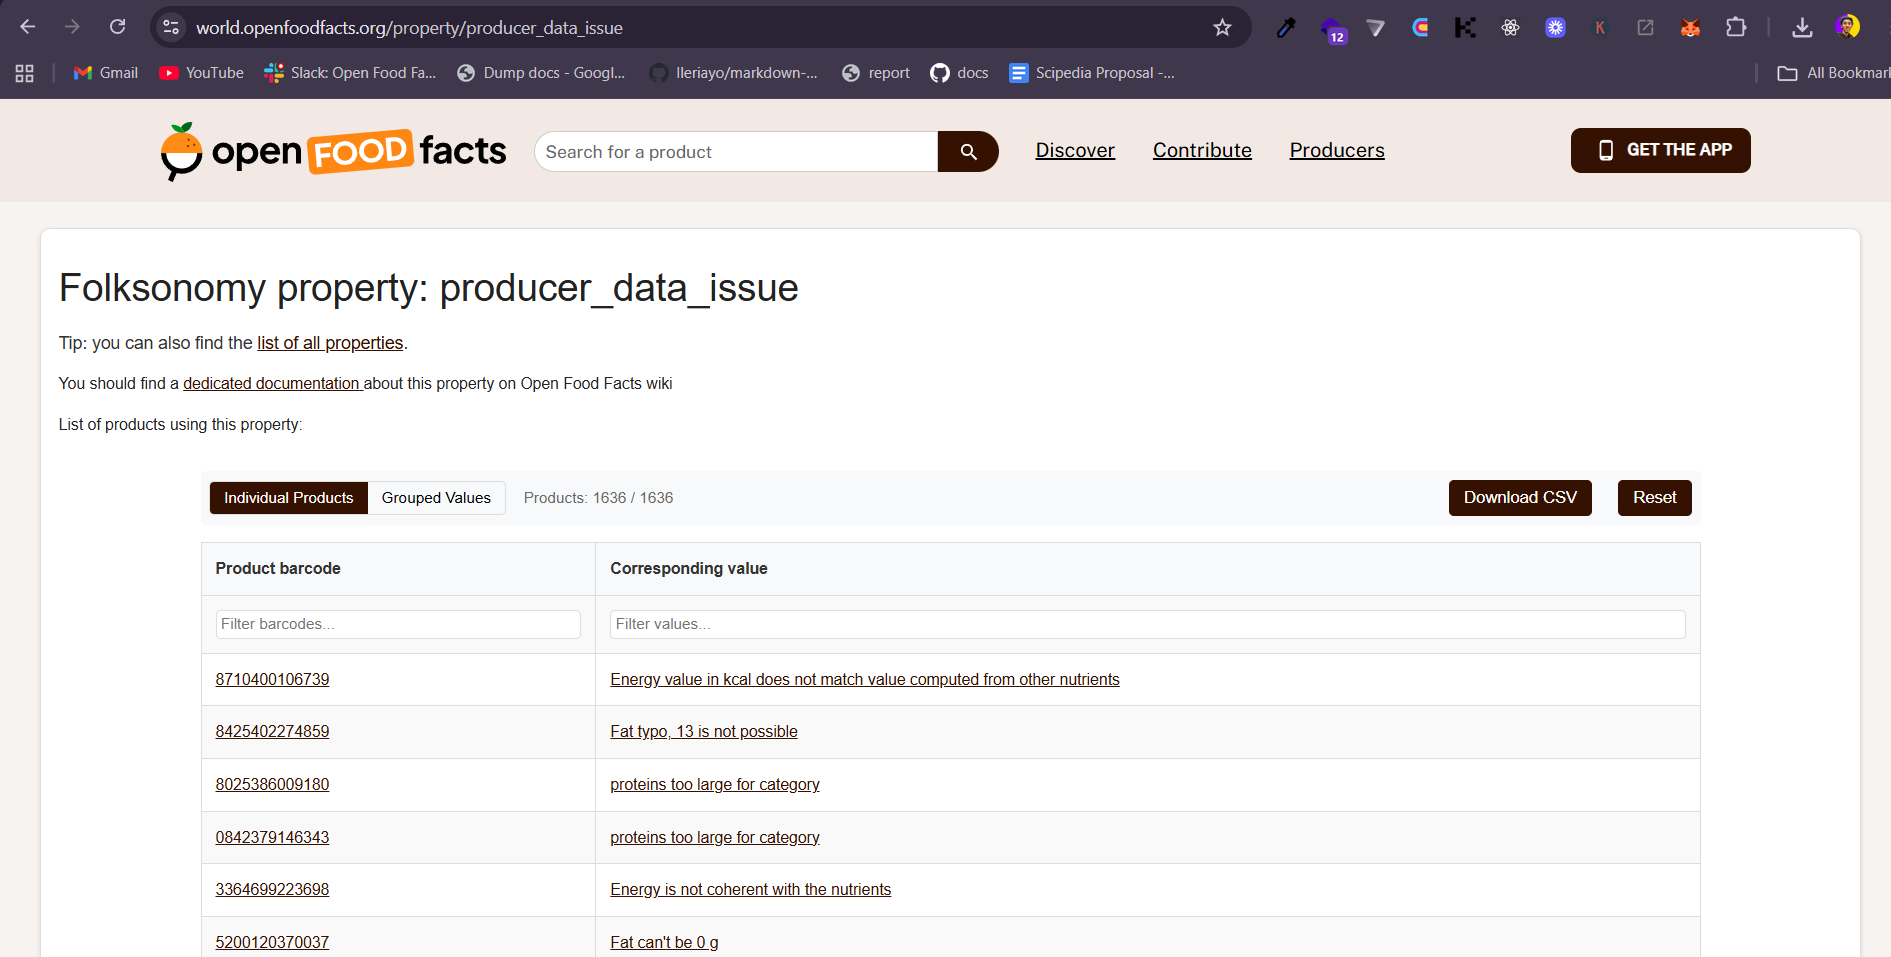 world.openfoodfacts.org/property/producer_data_issue
12
K
Gmail
YouTube
Slack: Open Food Fa...
Dump docs - Googl...
Ileriayo/markdown-...
report
docs
Scipedia Proposal -...
All Bookmar
open FOOD facts
Search for a product
Discover
Contribute
Producers
GET THE APP
Folksonomy property: producer_data_issue
Tip: you can also find the list of all properties.
You should find a dedicated documentation about this property on Open Food Facts wiki
List of products using this property:
Individual Products
Grouped Values
Products: 1636 / 1636
Download CSV
Reset
Product barcode
Corresponding value
Filter barcodes...
Filter values...
8710400106739
Energy value in kcal does not match value computed from other nutrients
8425402274859
Fat typo, 13 is not possible
8025386009180
proteins too large for category
0842379146343
proteins too large for category
3364699223698
Energy is not coherent with the nutrients
5200120370037
Fat can't be 0 g